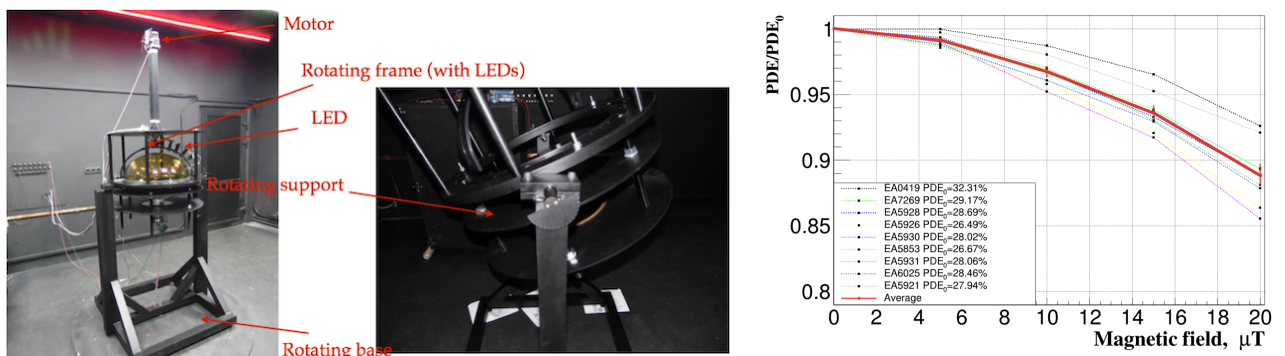 Motor
Rotating frame (with LEDs)
LED
Rotating support
Rotating base
PDE/PDE₀
1
0.95
0.9
0.85
0.8
EA0419 PDE₀=32.31%
EA7269 PDE₀=29.17%
EA5928 PDE₀=28.69%
EA5926 PDE₀=26.49%
EA5930 PDE₀=28.02%
EA5853 PDE₀=26.67%
EA5931 PDE₀=28.06%
EA6025 PDE₀=28.46%
EA5921 PDE₀=27.94%
Average
0 2 4 6 8 10 12 14 16 18 20
Magnetic field, μT